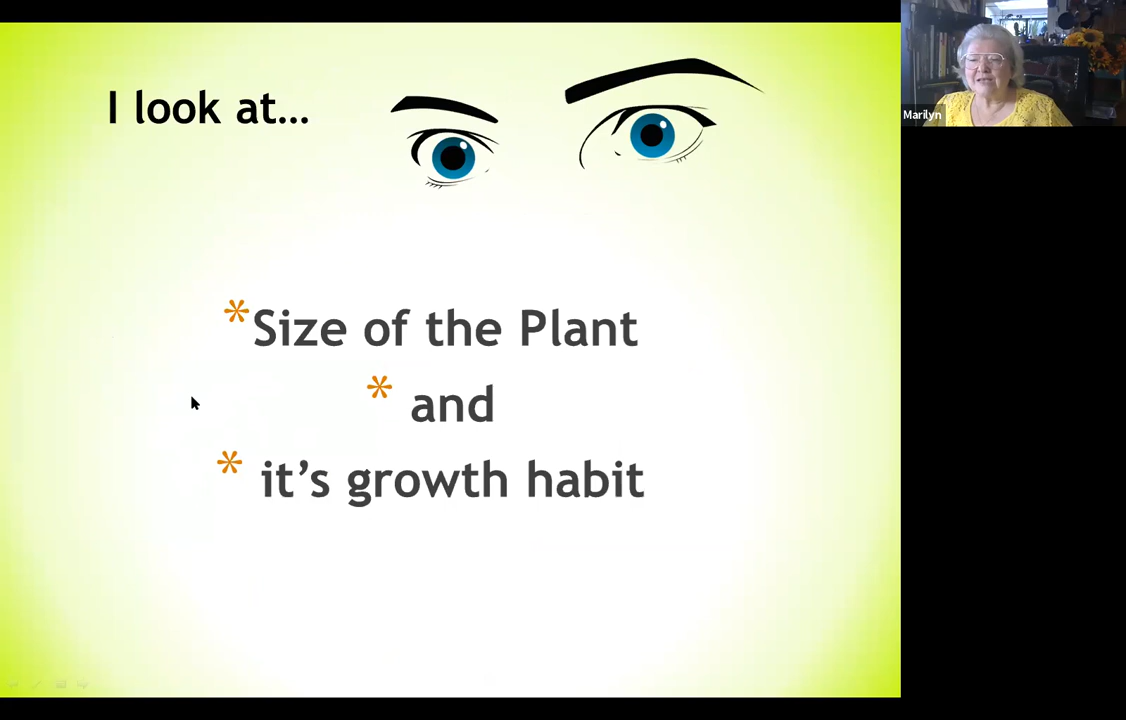 I look at...
*Size of the Plant
* and
* it’s growth habit
Marilyn